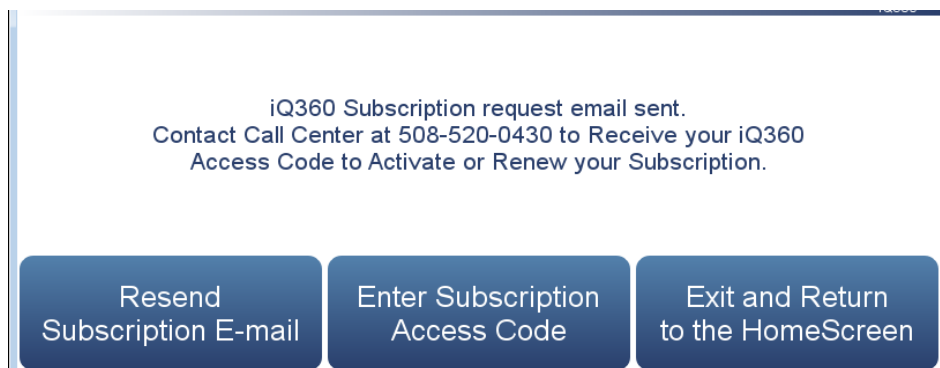 iQ360 Subscription request email sent.
Contact Call Center at 508-520-0430 to Receive your iQ360
Access Code to Activate or Renew your Subscription.
Resend
Subscription E-mail
Enter Subscription
Access Code
Exit and Return
to the HomeScreen